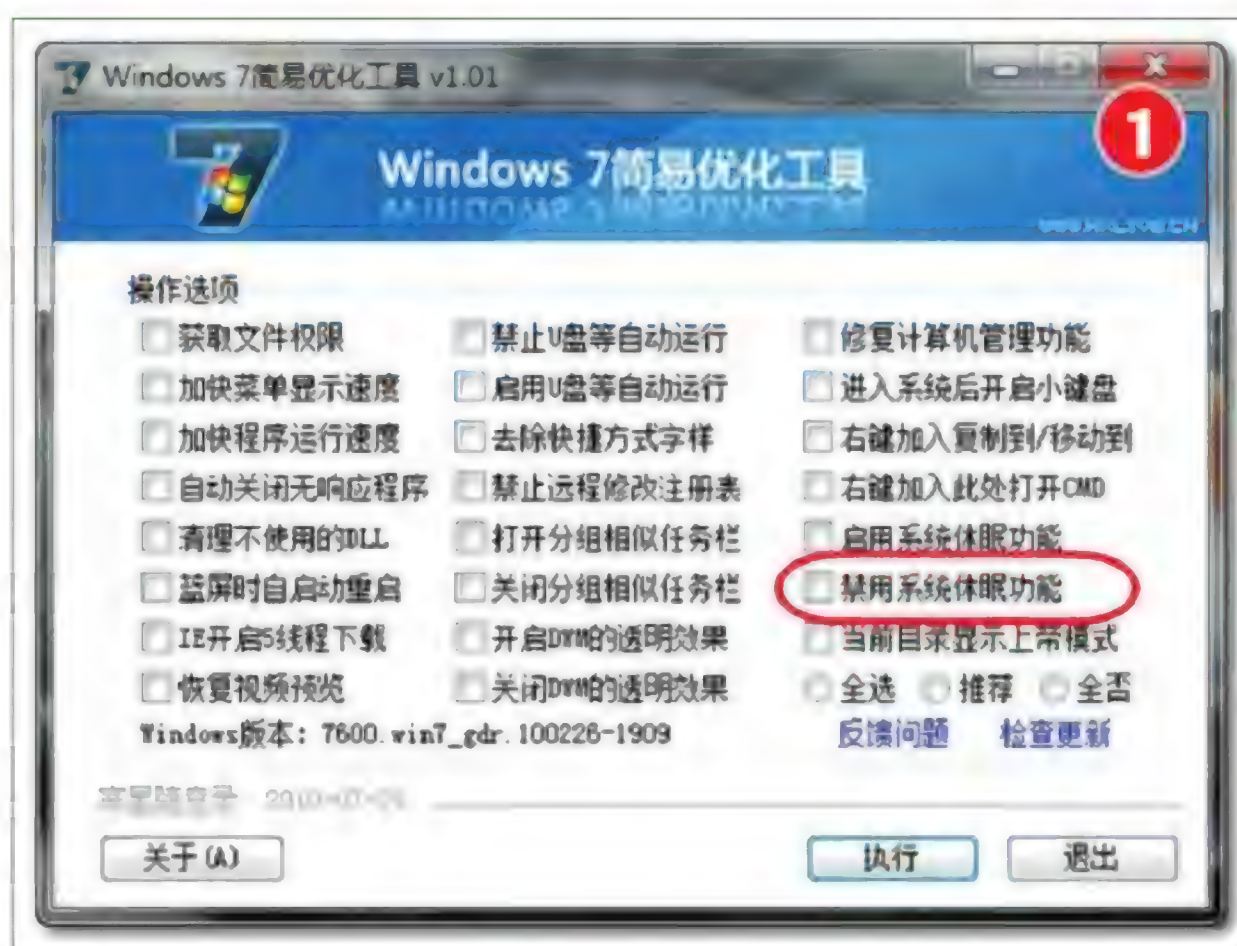 Windows 7简易优化工具 v1.01
1
Windows 7简易优化工具
操作选项
获取文件权限 禁止U盘等自动运行 修复计算机管理功能
加快菜单显示速度 启用U盘等自动运行 进入系统后开启小键盘
加快程序运行速度 去除快捷方式字样 右键加入复制到/移动到
自动关闭无响应程序 禁止远程修改注册表 右键加入此处打开CMD
清理不使用的DLL 打开分组相似任务栏 启用系统休眠功能
蓝屏时自启动重启 关闭分组相似任务栏 禁用系统休眠功能
IE开启5线程下载 开启DWM的透明效果 当前目录显示上带模式
恢复视频预览 关闭DWM的透明效果 全选 推荐 全否
Windows版本: 7600.win7_gdr.100226-1909 反馈问题 检查更新
关于(A) 执行 退出